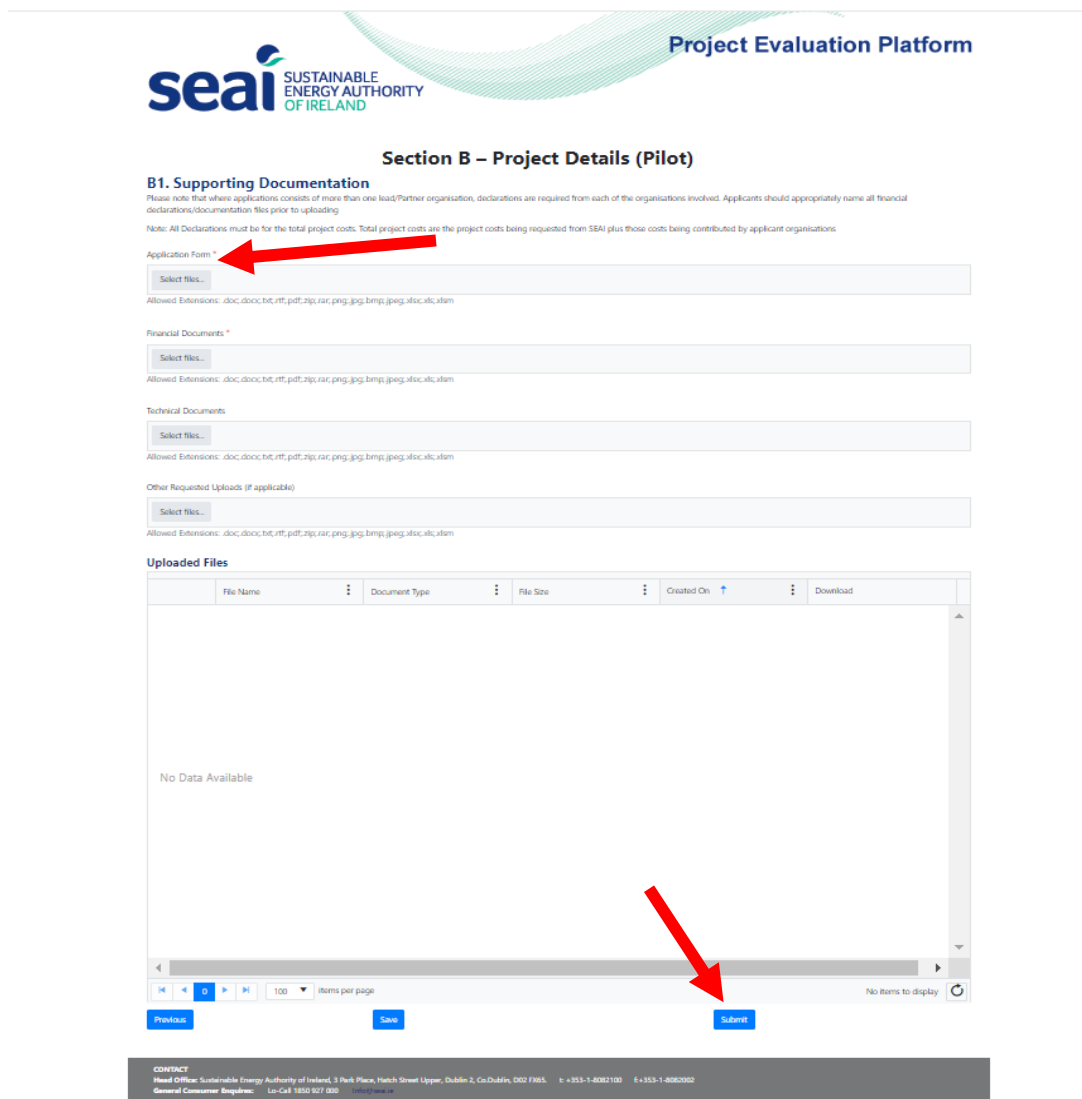 Project Evaluation Platform
seai SUSTAINABLE
ENERGY AUTHORITY
OF IRELAND
Section B – Project Details (Pilot)
B1. Supporting Documentation
Please note that where applications consists of more than one lead/Partner organisation, declarations are required from each of the organisations involved. Applicants should appropriately name all financial
declarations/documentation files prior to uploading
Note: All Declarations must be for the total project costs. Total project costs are the project costs being requested from SEAI plus those costs being contributed by applicant organisations
Application Form *
Select files...
Allowed Extensions: .doc;.docx;.txt;.rtf;.pdf;.zip;.rar;.png;.jpg;.bmp;.jpeg;.xlsx;.xls;.xlsm
Financial Documents *
Select files...
Allowed Extensions: .doc;.docx;.txt;.rtf;.pdf;.zip;.rar;.png;.jpg;.bmp;.jpeg;.xlsx;.xls;.xlsm
Technical Documents
Select files...
Allowed Extensions: .doc;.docx;.txt;.rtf;.pdf;.zip;.rar;.png;.jpg;.bmp;.jpeg;.xlsx;.xls;.xlsm
Other Requested Uploads (if applicable)
Select files...
Allowed Extensions: .doc;.docx;.txt;.rtf;.pdf;.zip;.rar;.png;.jpg;.bmp;.jpeg;.xlsx;.xls;.xlsm
Uploaded Files
File Name Document Type File Size Created On Download
No Data Available
0 100 items per page No items to display
Previous Save Submit
CONTACT
Head Office: Sustainable Energy Authority of Ireland, 3 Park Place, Hatch Street Upper, Dublin 2, Co.Dublin, D02 FX65. t: +353-1-8082100 f:+353-1-8082002
General Consumer Enquires: Lo-Call 1850 927 000 info@seai.ie